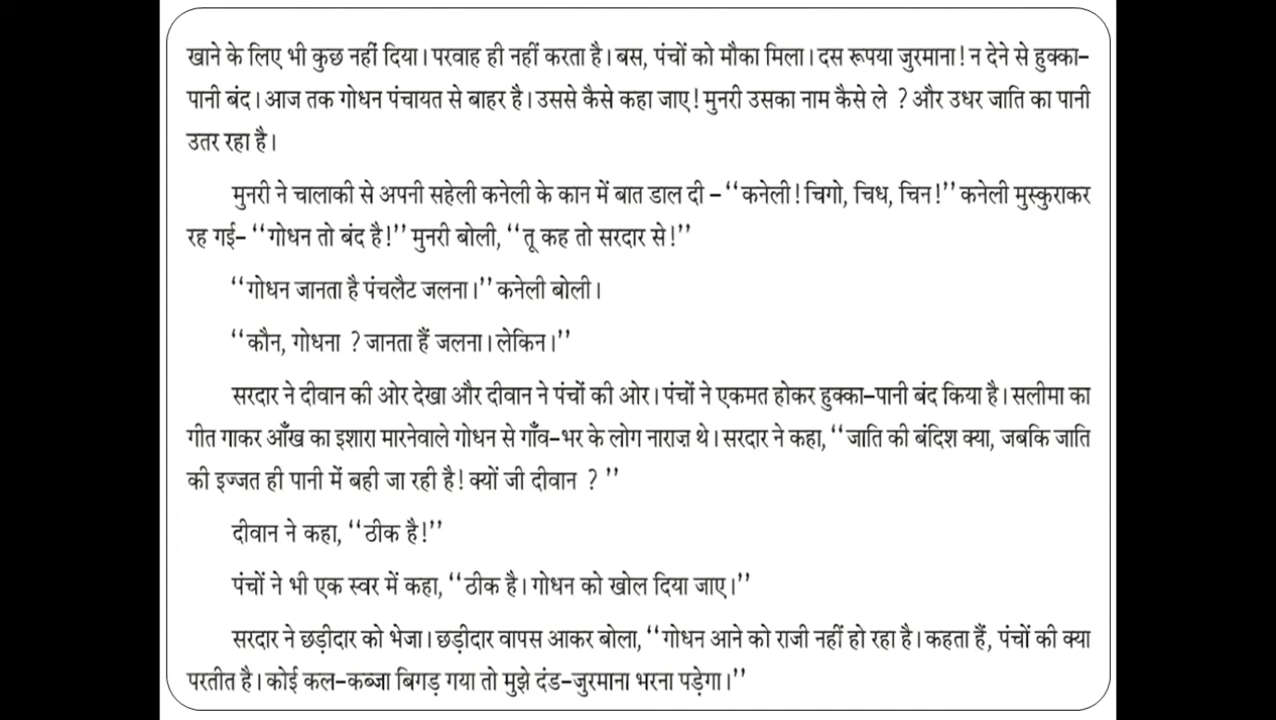 खाने के लिए भी कुछ नहीं दिया। परवाह ही नहीं करता है। बस, पंचों को मौका मिला। दस रूपया जुरमाना! न देने से हुक्का-
पानी बंद। आज तक गोधन पंचायत से बाहर है। उससे कैसे कहा जाए! मुनरी उसका नाम कैसे ले ? और उधर जाति का पानी
उतर रहा है।
मुनरी ने चालाकी से अपनी सहेली कनेली के कान में बात डाल दी – ‘‘कनेली! चिगो, चिध, चिन!’’ कनेली मुस्कुराकर
रह गई– ‘‘गोधन तो बंद है!’’ मुनरी बोली, ‘‘तू कह तो सरदार से!’’
‘‘गोधन जानता है पंचलैट जलना।’’ कनेली बोली।
‘‘कौन, गोधना ? जानता हैं जलना। लेकिन।’’
सरदार ने दीवान की ओर देखा और दीवान ने पंचों की ओर। पंचों ने एकमत होकर हुक्का–पानी बंद किया है। सलीमा का
गीत गाकर आँख का इशारा मारनेवाले गोधन से गाँव–भर के लोग नाराज़ थे। सरदार ने कहा, ‘‘जाति की बंदिश क्या, जबकि जाति
की इज्जत ही पानी में बही जा रही है! क्यों जी दीवान ? ’’
दीवान ने कहा, ‘‘ठीक है!’’
पंचों ने भी एक स्वर में कहा, ‘‘ठीक है। गोधन को खोल दिया जाए।’’
सरदार ने छड़ीदार को भेजा। छड़ीदार वापस आकर बोला, ‘‘गोधन आने को राजी नहीं हो रहा है। कहता हैं, पंचों की क्या
परतीत है। कोई कल–कब्जा बिगड़ गया तो मुझे दंड–जुरमाना भरना पड़ेगा।’’